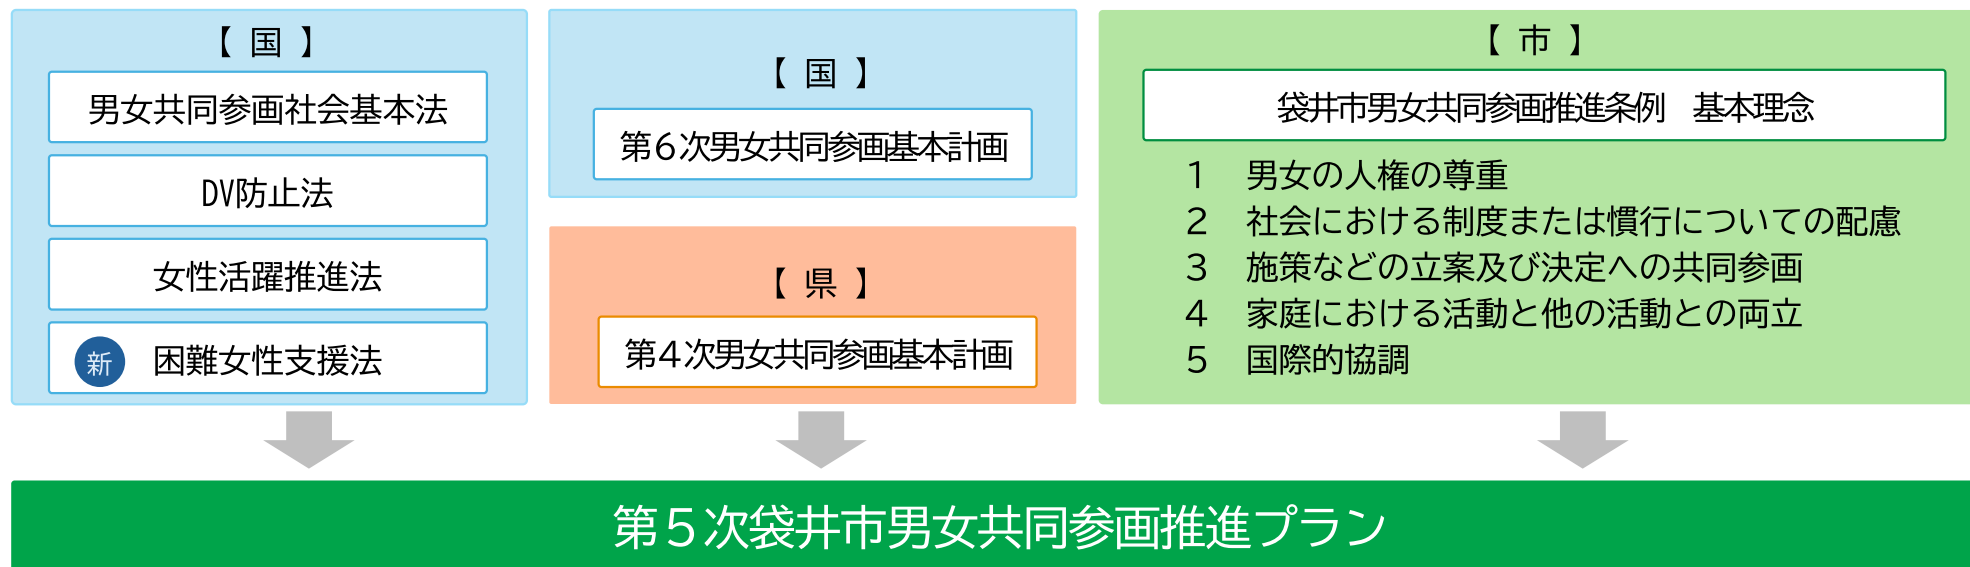 【 国 】
男女共同参画社会基本法
DV防止法
女性活躍推進法
新 困難女性支援法
【 国 】
第６次男女共同参画基本計画
【 県 】
第４次男女共同参画基本計画
【 市 】
袋井市男女共同参画推進条例　基本理念
１　男女の人権の尊重
２　社会における制度または慣行についての配慮
３　施策などの立案及び決定への共同参画
４　家庭における活動と他の活動との両立
５　国際的協調
第５次袋井市男女共同参画推進プラン